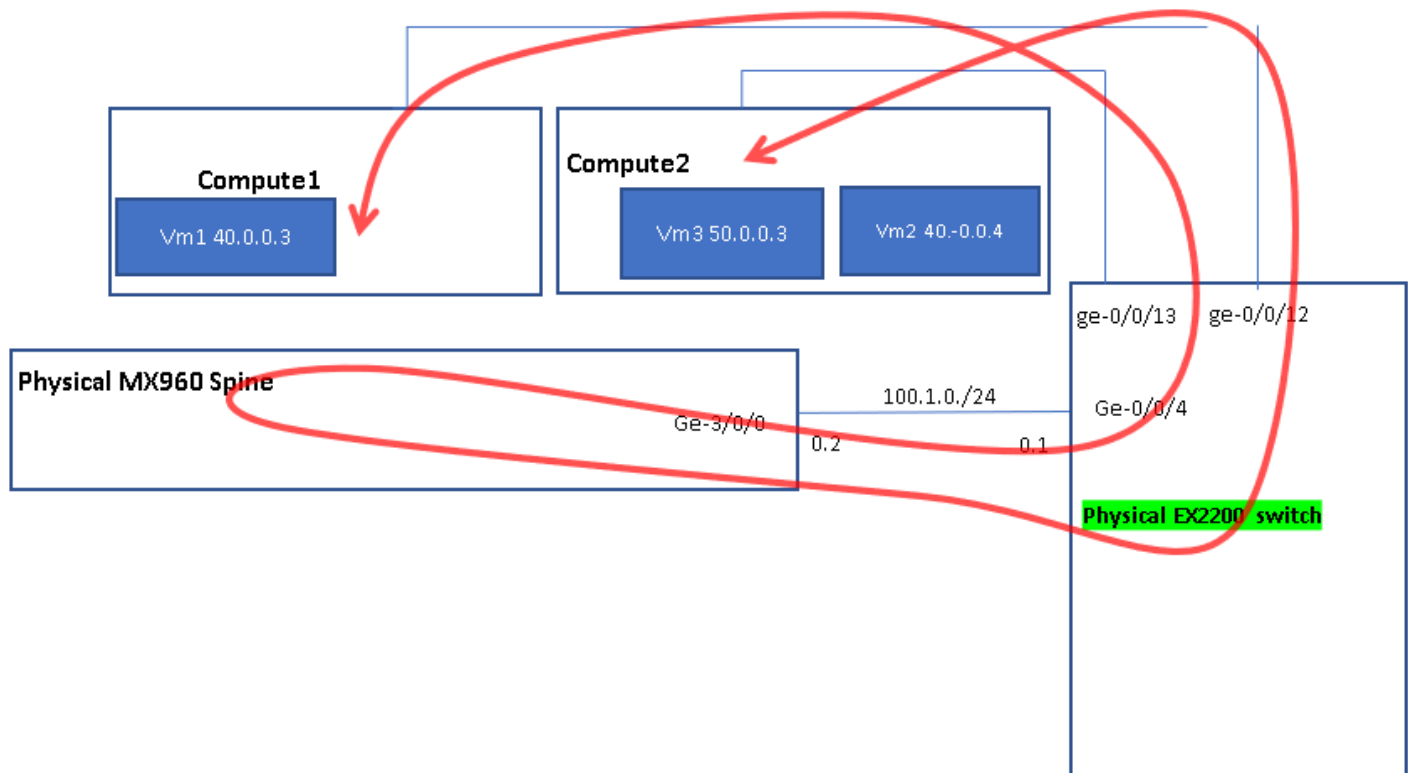 Compute1
Vm1 40.0.0.3
Compute2
Vm3 50.0.0.3
Vm2 40.-0.0.4
ge-0/0/13
ge-0/0/12
Physical MX960 Spine
Ge-3/0/0
0.2
100.1.0./24
0.1
Ge-0/0/4
Physical EX2200 switch